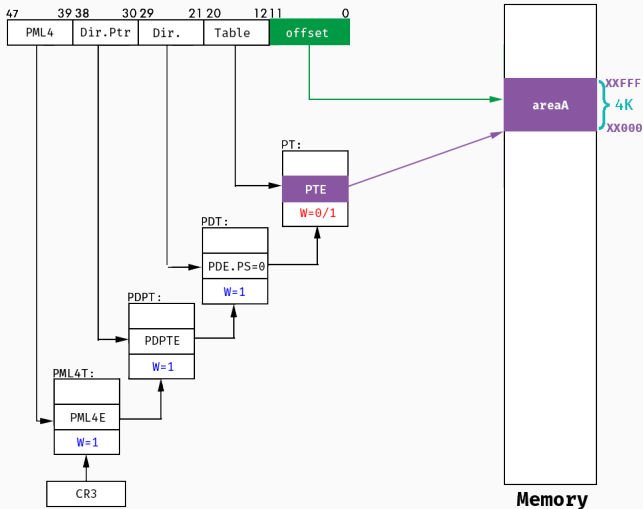 47 39 38 30 29 21 20 12 11 0
PML4 Dir.Ptr Dir. Table offset
XXFFF
areaA
4K
XX000
PT:
PTE
W=0/1
PDT:
PDE.PS=0
W=1
PDPT:
PDPTE
W=1
PML4T:
PML4E
W=1
CR3
Memory